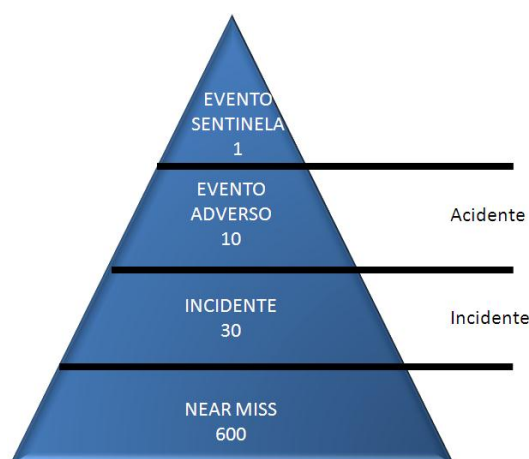 EVENTO
SENTINELA
1
EVENTO
ADVERSO
10
Acidente
INCIDENTE
30
Incidente
NEAR MISS
600